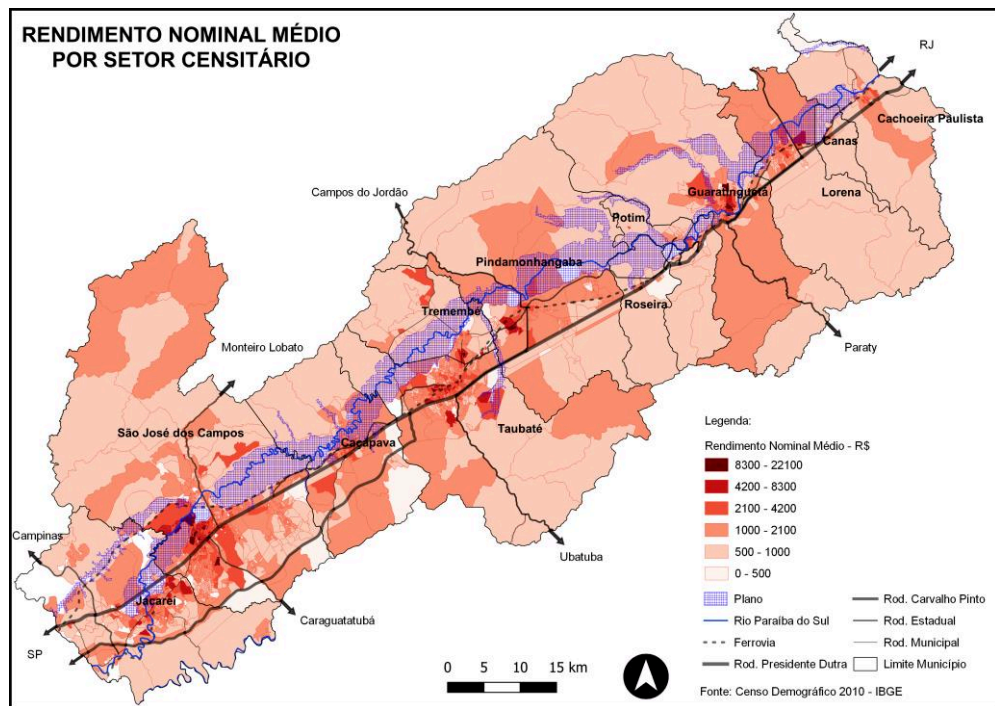 RENDIMENTO NOMINAL MÉDIO
POR SETOR CENSITÁRIO
RJ
Cachoeira Paulista
Canas
Lorena
Guaratinguetá
Campos do Jordão
Potim
Pindamonhangaba
Roseira
Tremembé
Paraty
Monteiro Lobato
São José dos Campos
Caçapava
Taubaté
Ubatuba
Campinas
Jacareí
Caraguatatubá
SP
0 5 10 15 km
Legenda:
Rendimento Nominal Médio - R$
8300 - 22100
4200 - 8300
2100 - 4200
1000 - 2100
500 - 1000
0 - 500
Plano
Rio Paraíba do Sul
Ferrovia
Rod. Presidente Dutra
Rod. Carvalho Pinto
Rod. Estadual
Rod. Municipal
Limite Município
Fonte: Censo Demográfico 2010 - IBGE